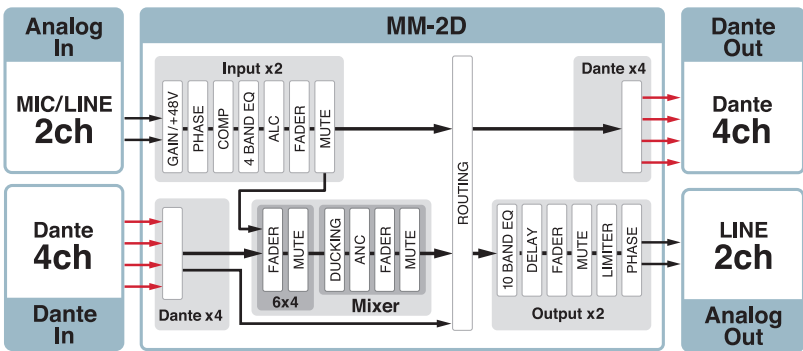 Analog
In
MIC/LINE
2ch
Dante
4ch
Dante
In
MM-2D
Input x2
GAIN/+48V
PHASE
COMP
4 BAND EQ
ALC
FADER
MUTE
Dante x4
FADER
MUTE
6x4
DUCKING
ANC
FADER
MUTE
Mixer
ROUTING
Dante x4
10 BAND EQ
DELAY
FADER
MUTE
LIMITER
PHASE
Output x2
Dante
Out
Dante
4ch
LINE
2ch
Analog
Out